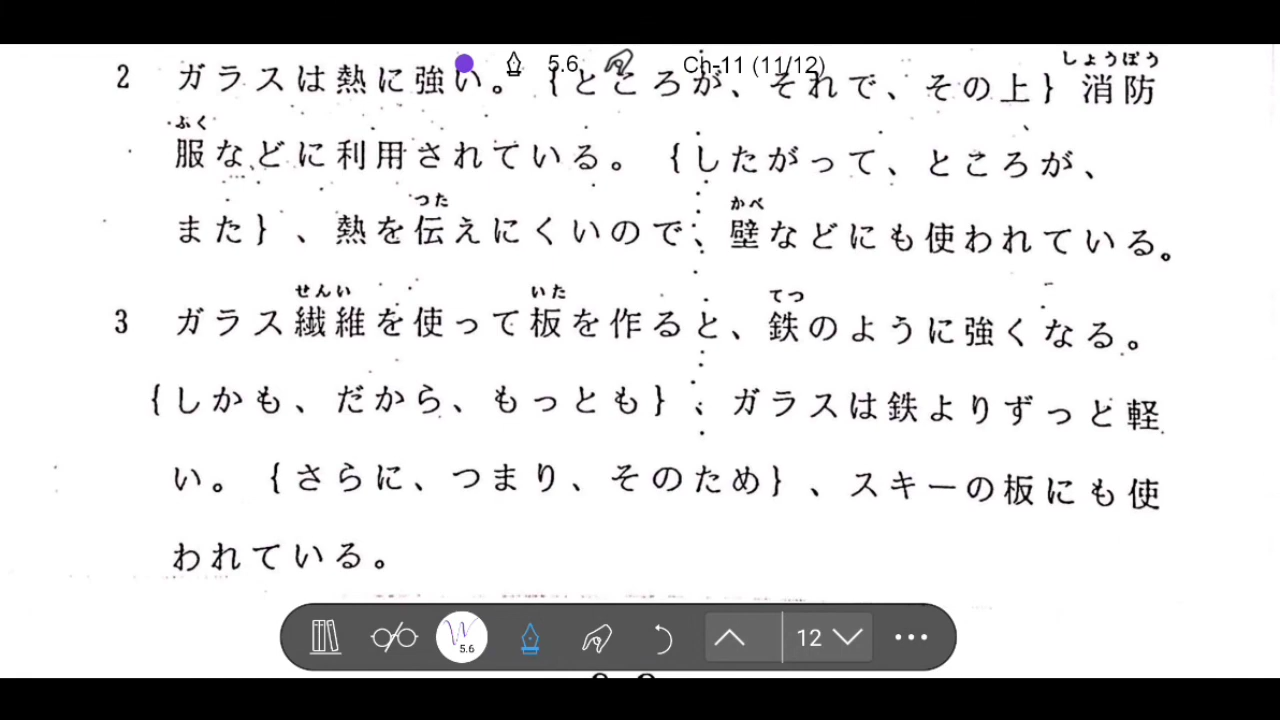 5.6 Ch-11 (11/12)
しょうぼう
2 ガラスは熱に強い。{ところが、それで、その上}消防
ふく
服などに利用されている。{したがって、ところが、
つた かべ
また}、熱を伝えにくいので、壁などにも使われている。
せんい いた てつ
3 ガラス繊維を使って板を作ると、鉄のように強くなる。
{しかも、だから、もっとも}、ガラスは鉄よりずっと軽
い。{さらに、つまり、そのため}、スキーの板にも使
われている。
5.6 12